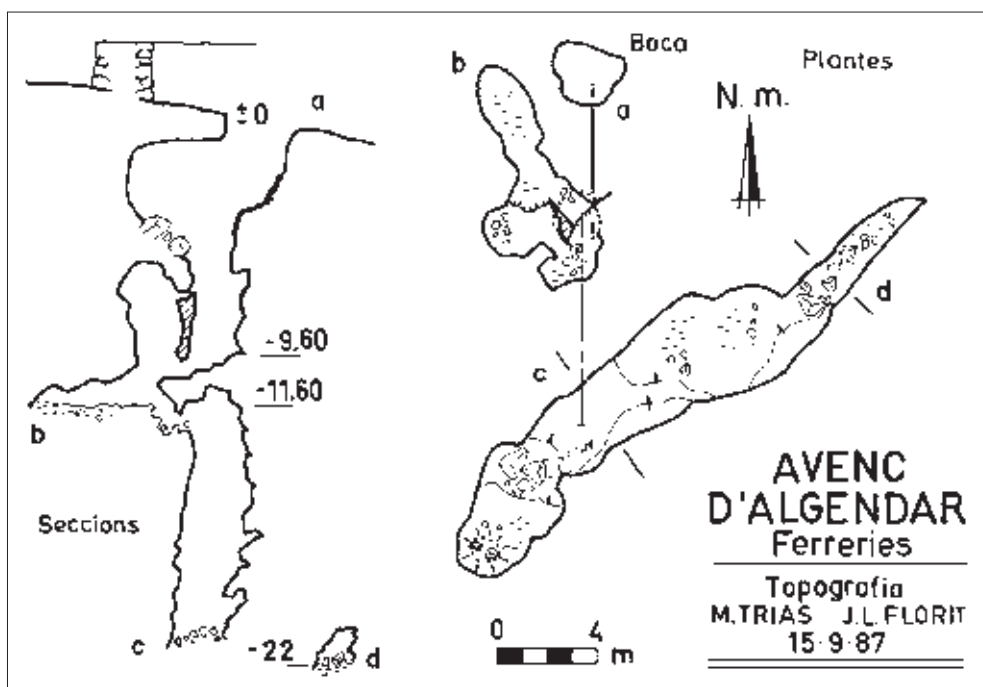 ±0
a
-9,60
-11.60
b
Seccions
c
-22
d
Boca
Plantes
b
a
N. m.
c
d
AVENC
D'ALGENDAR
Ferreries
Topografia
M.TRIAS J.L.FLORIT
15-9-87
0 4
m